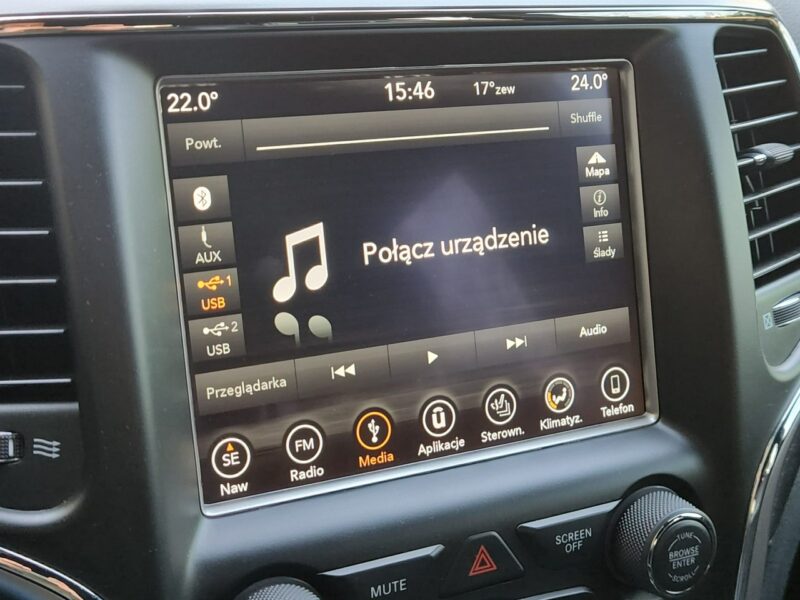 22.0° 15:46 17°zew 24.0°
Powt. Shuffle
Mapa
AUX
Info
Połącz urządzenie
1
USB
Ślady
2
USB
Przeglądarka Audio
SE
Naw
FM
Radio
Media
Aplikacje
Sterown.
Klimatyz.
Telefon
MUTE
SCREEN
OFF
TUNE
BROWSE
ENTER
SCROLL